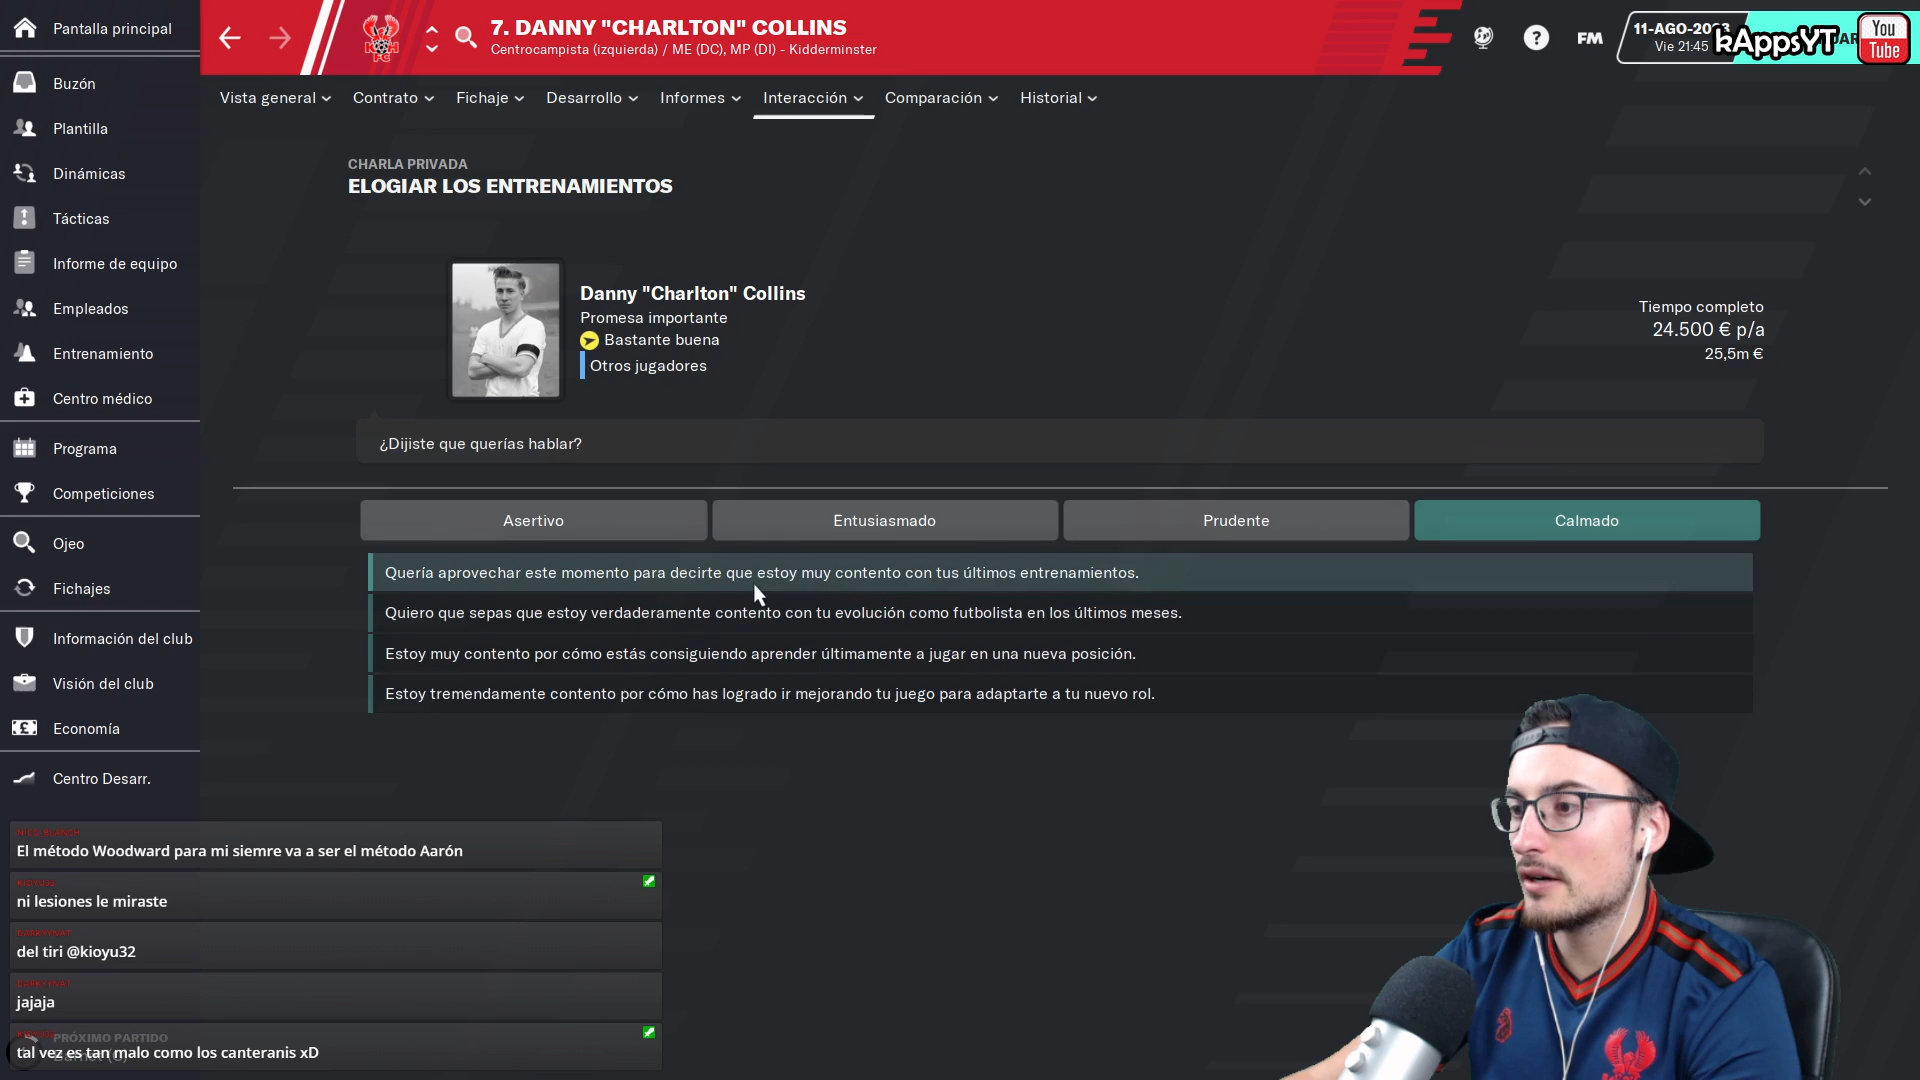 Pantalla principal
7. DANNY "CHARLTON" COLLINS
Centrocampista (izquierda) / ME (DC), MP (DI) - Kidderminster
FM
11-AGO-20
Vie 21:45
kAppsYT
You
Tube
Vista general
Contrato
Fichaje
Desarrollo
Informes
Interacción
Comparación
Historial
Buzón
Plantilla
Dinámicas
Tácticas
Informe de equipo
Empleados
Entrenamiento
Centro médico
Programa
Competiciones
Ojeo
Fichajes
Información del club
Visión del club
Economía
Centro Desarr.
CHARLA PRIVADA
ELOGIAR LOS ENTRENAMIENTOS
Danny "Charlton" Collins
Promesa importante
Bastante buena
Otros jugadores
Tiempo completo
24.500 € p/a
25,5m €
¿Dijiste que querías hablar?
Asertivo
Entusiasmado
Prudente
Calmado
Quería aprovechar este momento para decirte que estoy muy contento con tus últimos entrenamientos.
Quiero que sepas que estoy verdaderamente contento con tu evolución como futbolista en los últimos meses.
Estoy muy contento por cómo estás consiguiendo aprender últimamente a jugar en una nueva posición.
Estoy tremendamente contento por cómo has logrado ir mejorando tu juego para adaptarte a tu nuevo rol.
El método Woodward para mi siemre va a ser el método Aarón
ni lesiones le miraste
del tiri @kioyu32
jajaja
PRÓXIMO PARTIDO
tal vez es tan malo como los canteranis xD